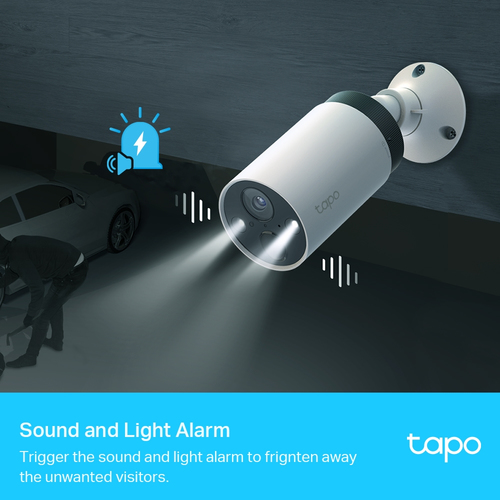 tapo
Sound and Light Alarm
Trigger the sound and light alarm to frignten away
the unwanted visitors.
tapo